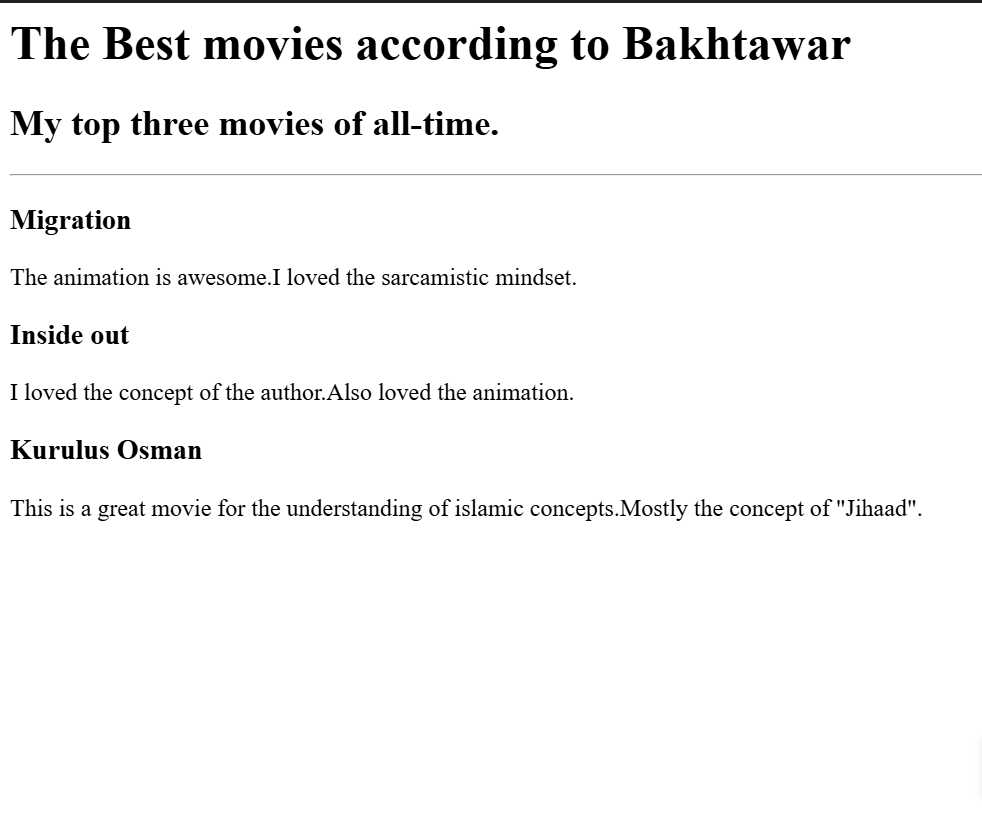 The Best movies according to Bakhtawar
My top three movies of all-time.
Migration
The animation is awesome.I loved the sarcamistic mindset.
Inside out
I loved the concept of the author.Also loved the animation.
Kurulus Osman
This is a great movie for the understanding of islamic concepts.Mostly the concept of "Jihaad".